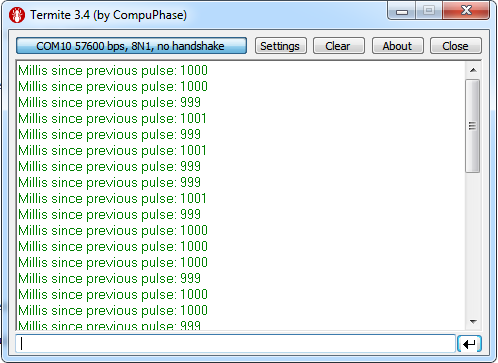 Termite 3.4 (by CompuPhase)
COM10 57600 bps, 8N1, no handshake Settings Clear About Close
Millis since previous pulse: 1000
Millis since previous pulse: 1000
Millis since previous pulse: 999
Millis since previous pulse: 1001
Millis since previous pulse: 999
Millis since previous pulse: 1001
Millis since previous pulse: 999
Millis since previous pulse: 999
Millis since previous pulse: 1001
Millis since previous pulse: 999
Millis since previous pulse: 1000
Millis since previous pulse: 1000
Millis since previous pulse: 1000
Millis since previous pulse: 999
Millis since previous pulse: 1000
Millis since previous pulse: 1000
Millis since previous pulse: 999